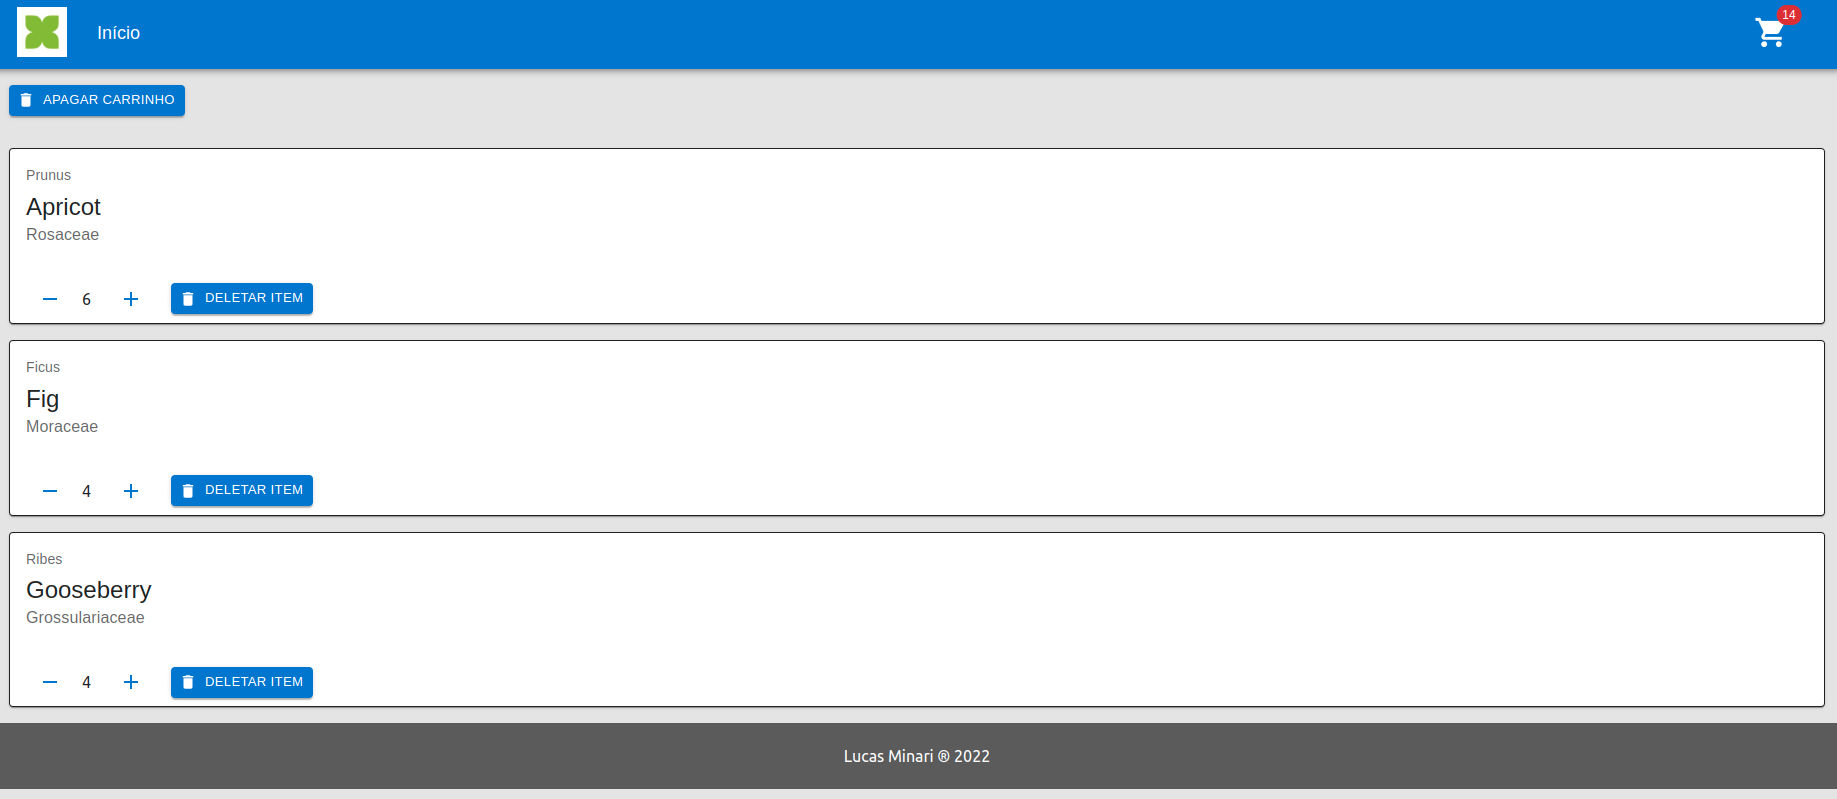 Início
14
APAGAR CARRINHO
Prunus
Apricot
Rosaceae
6
DELETAR ITEM
Ficus
Fig
Moraceae
4
DELETAR ITEM
Ribes
Gooseberry
Grossulariaceae
4
DELETAR ITEM
Lucas Minari ® 2022